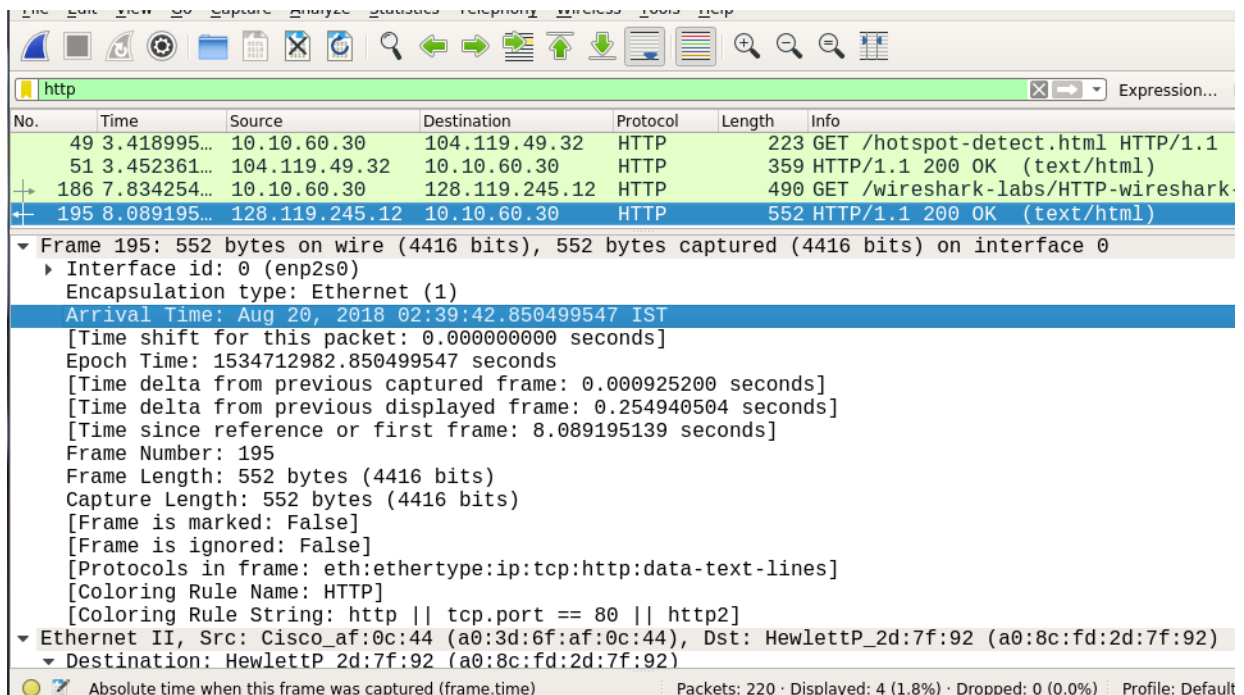 File Edit View Go Capture Analyze Statistics Telephony Wireless Tools Help
http Expression...
No. Time Source Destination Protocol Length Info
49 3.418995… 10.10.60.30 104.119.49.32 HTTP 223 GET /hotspot-detect.html HTTP/1.1
51 3.452361… 104.119.49.32 10.10.60.30 HTTP 359 HTTP/1.1 200 OK (text/html)
186 7.834254… 10.10.60.30 128.119.245.12 HTTP 490 GET /wireshark-labs/HTTP-wireshark-
195 8.089195… 128.119.245.12 10.10.60.30 HTTP 552 HTTP/1.1 200 OK (text/html)
Frame 195: 552 bytes on wire (4416 bits), 552 bytes captured (4416 bits) on interface 0
Interface id: 0 (enp2s0)
Encapsulation type: Ethernet (1)
Arrival Time: Aug 20, 2018 02:39:42.850499547 IST
[Time shift for this packet: 0.000000000 seconds]
Epoch Time: 1534712982.850499547 seconds
[Time delta from previous captured frame: 0.000925200 seconds]
[Time delta from previous displayed frame: 0.254940504 seconds]
[Time since reference or first frame: 8.089195139 seconds]
Frame Number: 195
Frame Length: 552 bytes (4416 bits)
Capture Length: 552 bytes (4416 bits)
[Frame is marked: False]
[Frame is ignored: False]
[Protocols in frame: eth:ethertype:ip:tcp:http:data-text-lines]
[Coloring Rule Name: HTTP]
[Coloring Rule String: http || tcp.port == 80 || http2]
Ethernet II, Src: Cisco_af:0c:44 (a0:3d:6f:af:0c:44), Dst: HewlettP_2d:7f:92 (a0:8c:fd:2d:7f:92)
Destination: HewlettP_2d:7f:92 (a0:8c:fd:2d:7f:92)
Absolute time when this frame was captured (frame.time) Packets: 220 · Displayed: 4 (1.8%) · Dropped: 0 (0.0%) Profile: Default